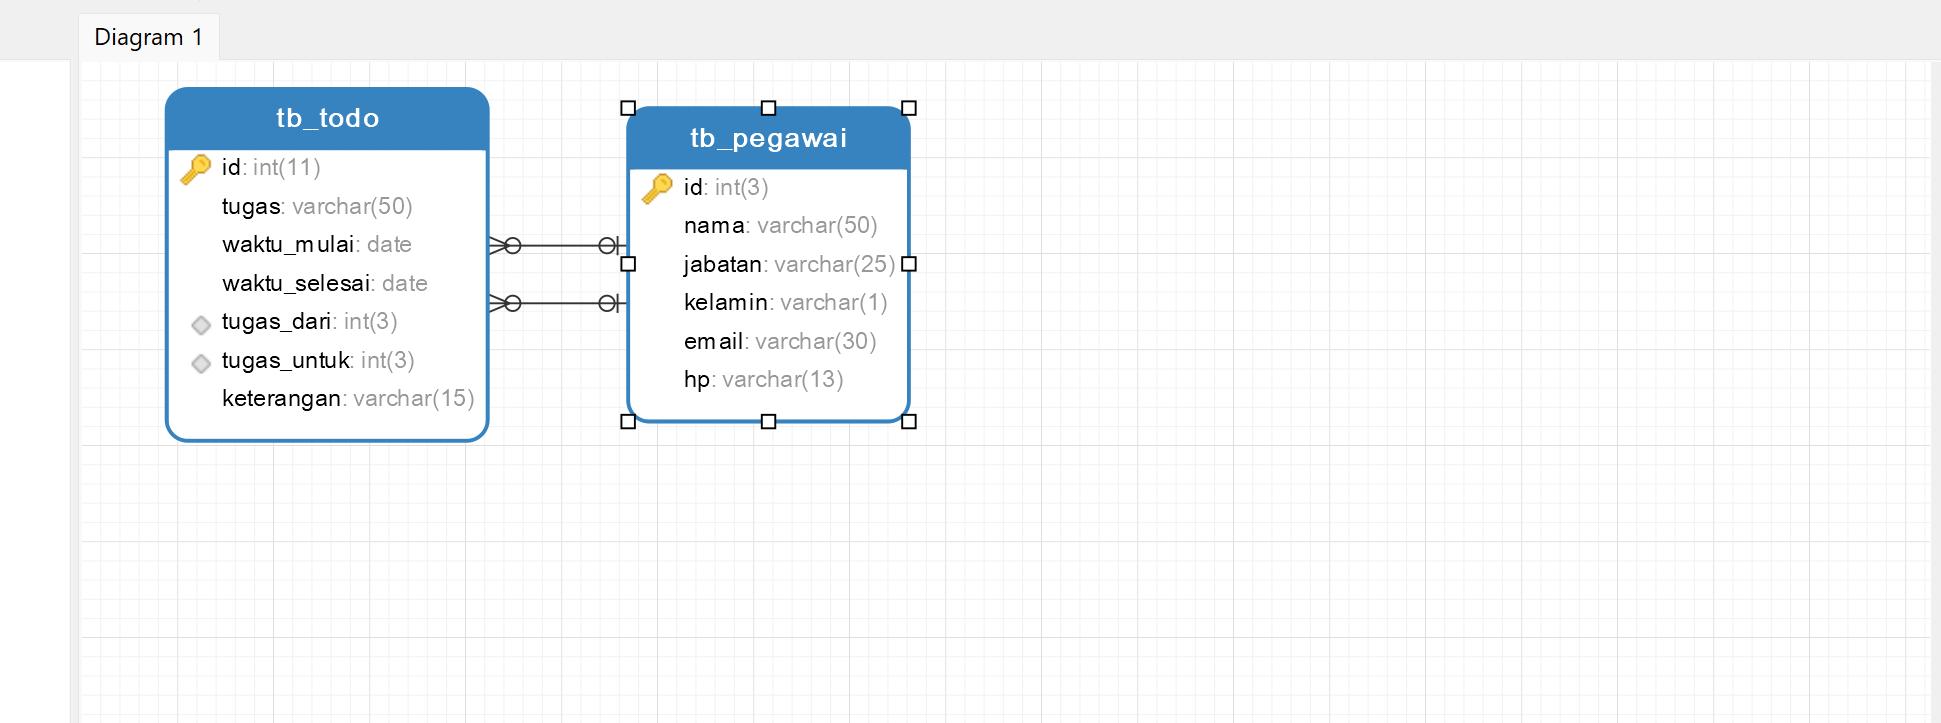 Diagram 1
tb_todo
id: int(11)
tugas: varchar(50)
waktu_mulai: date
waktu_selesai: date
tugas_dari: int(3)
tugas_untuk: int(3)
keterangan: varchar(15)
tb_pegawai
id: int(3)
nama: varchar(50)
jabatan: varchar(25)
kelamin: varchar(1)
email: varchar(30)
hp: varchar(13)